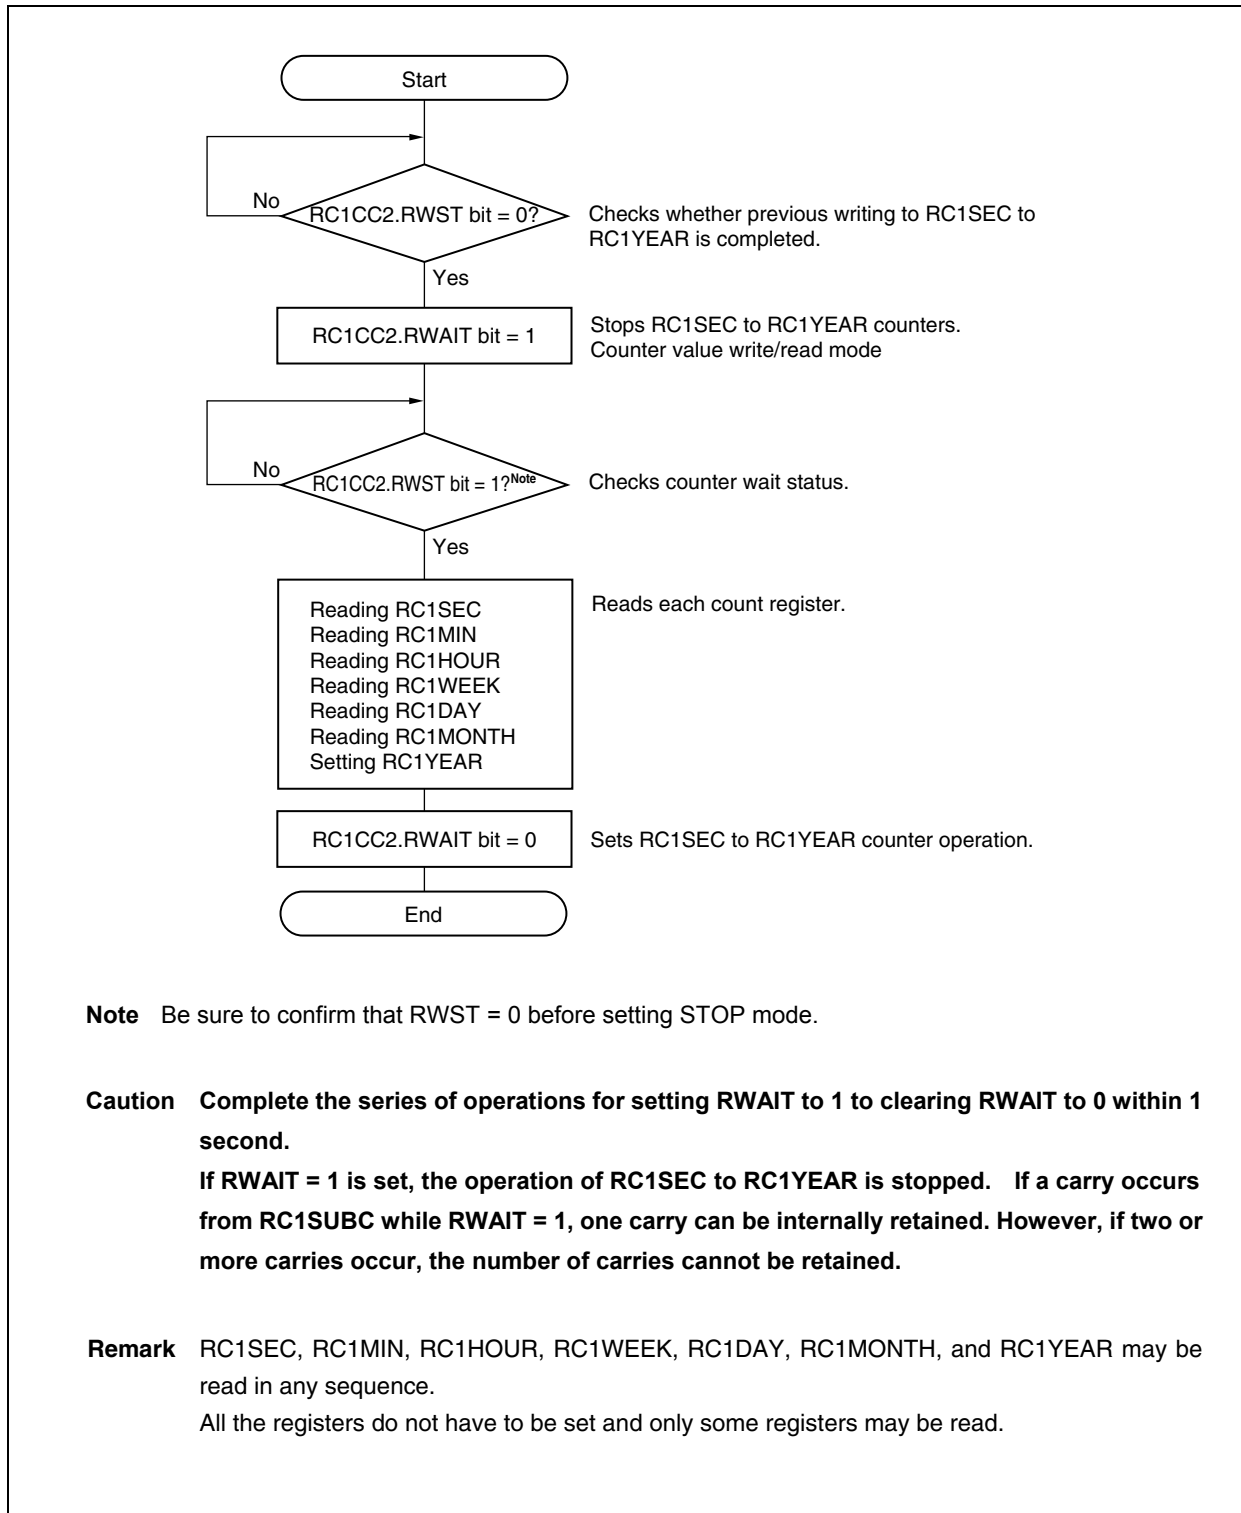 Start
No
RC1CC2.RWST bit = 0?
Checks whether previous writing to RC1SEC to
RC1YEAR is completed.
Yes
RC1CC2.RWAIT bit = 1
Stops RC1SEC to RC1YEAR counters.
Counter value write/read mode
No
RC1CC2.RWST bit = 1?Note
Checks counter wait status.
Yes
Reading RC1SEC
Reads each count register.
Reading RC1MIN
Reading RC1HOUR
Reading RC1WEEK
Reading RC1DAY
Reading RC1MONTH
Setting RC1YEAR
RC1CC2.RWAIT bit = 0
Sets RC1SEC to RC1YEAR counter operation.
End
Note Be sure to confirm that RWST = 0 before setting STOP mode.
Caution Complete the series of operations for setting RWAIT to 1 to clearing RWAIT to 0 within 1
second.
If RWAIT = 1 is set, the operation of RC1SEC to RC1YEAR is stopped. If a carry occurs
from RC1SUBC while RWAIT = 1, one carry can be internally retained. However, if two or
more carries occur, the number of carries cannot be retained.
Remark RC1SEC, RC1MIN, RC1HOUR, RC1WEEK, RC1DAY, RC1MONTH, and RC1YEAR may be
read in any sequence.
All the registers do not have to be set and only some registers may be read.